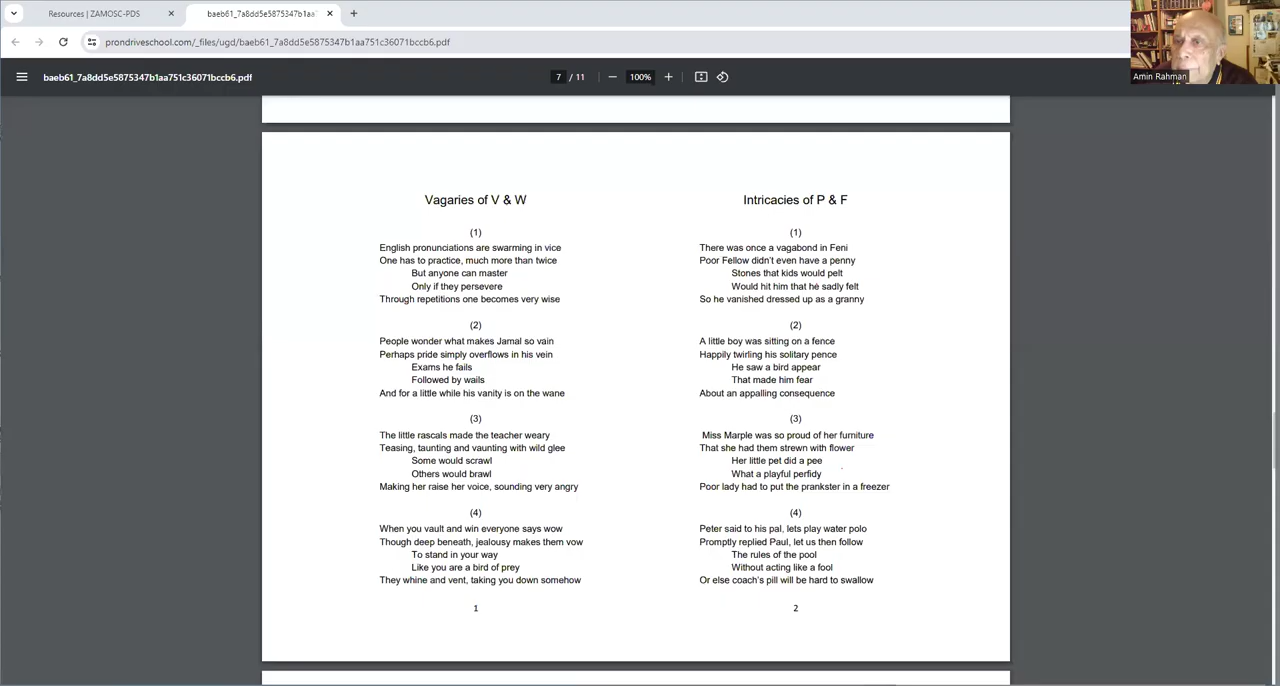 Resources | ZAMOSC-PDS
baeb61_7a8dd5e5875347b1aa7
prondriveschool.com/_files/ugd/baeb61_7a8dd5e5875347b1aa751c36071bccb6.pdf
baeb61_7a8dd5e5875347b1aa751c36071bccb6.pdf
7 / 11
100%
Amin Rahman
Vagaries of V & W
(1)
English pronunciations are swarming in vice
One has to practice, much more than twice
But anyone can master
Only if they persevere
Through repetitions one becomes very wise
(2)
People wonder what makes Jamal so vain
Perhaps pride simply overflows in his vein
Exams he fails
Followed by wails
And for a little while his vanity is on the wane
(3)
The little rascals made the teacher weary
Teasing, taunting and vaunting with wild glee
Some would scrawl
Others would brawl
Making her raise her voice, sounding very angry
(4)
When you vault and win everyone says wow
Though deep beneath, jealousy makes them vow
To stand in your way
Like you are a bird of prey
They whine and vent, taking you down somehow
1
Intricacies of P & F
(1)
There was once a vagabond in Feni
Poor Fellow didn't even have a penny
Stones that kids would pelt
Would hit him that he sadly felt
So he vanished dressed up as a granny
(2)
A little boy was sitting on a fence
Happily twirling his solitary pence
He saw a bird appear
That made him fear
About an appalling consequence
(3)
Miss Marple was so proud of her furniture
That she had them strewn with flower
Her little pet did a pee
What a playful perfidy
Poor lady had to put the prankster in a freezer
(4)
Peter said to his pal, lets play water polo
Promptly replied Paul, let us then follow
The rules of the pool
Without acting like a fool
Or else coach's pill will be hard to swallow
2